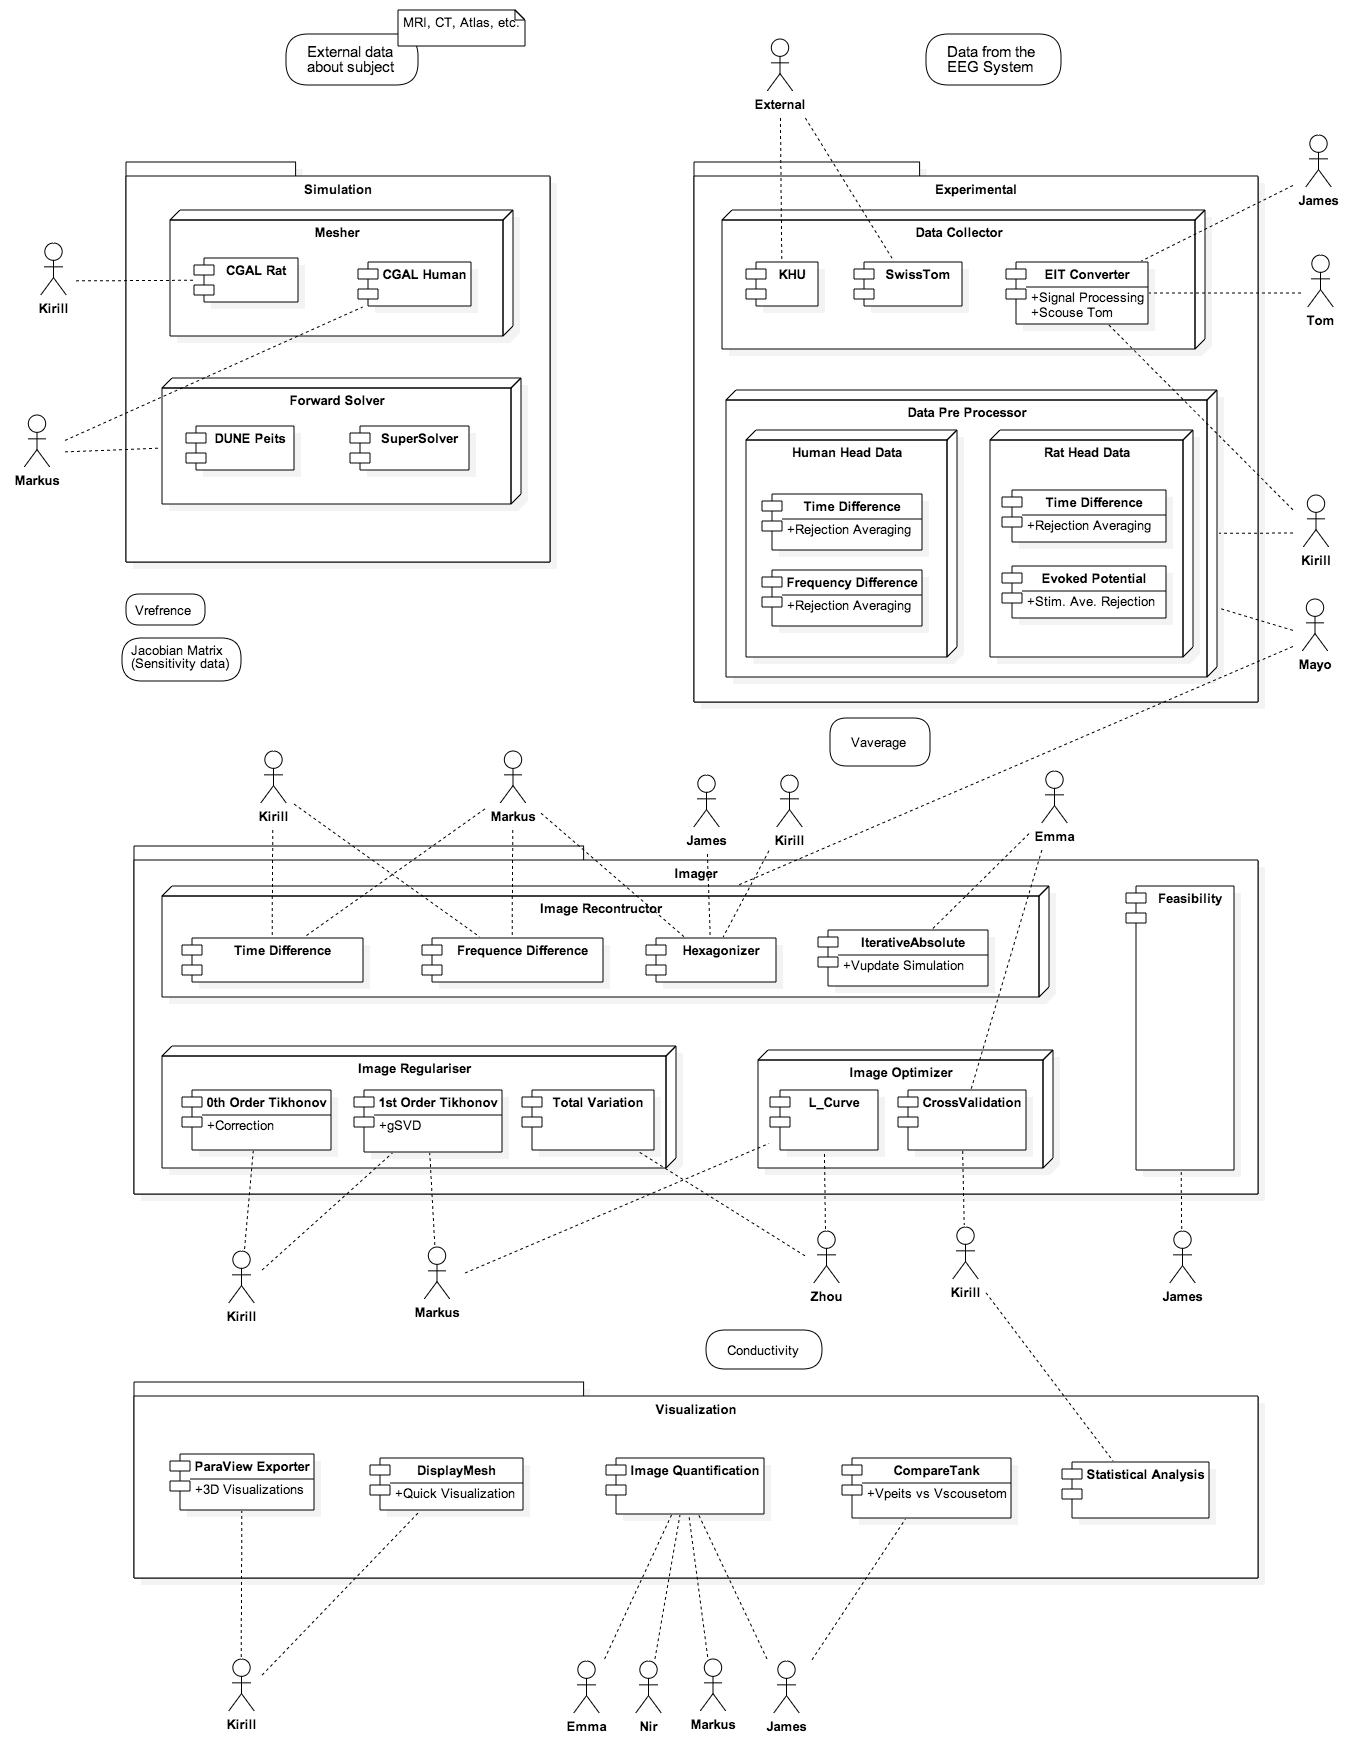 MRI, CT, Atlas, etc.
External data
about subject
Data from the
EEG System
External
James
Simulation
Experimental
Mesher
Data Collector
CGAL Rat
CGAL Human
KHU
SwissTom
EIT Converter
+Signal Processing
+Scouse Tom
Kirill
Tom
Forward Solver
Data Pre Processor
DUNE Peits
SuperSolver
Human Head Data
Rat Head Data
Markus
Time Difference
+Rejection Averaging
Time Difference
+Rejection Averaging
Kirill
Frequency Difference
+Rejection Averaging
Evoked Potential
+Stim. Ave. Rejection
Vrefrence
Jacobian Matrix
(Sensitivity data)
Mayo
Vaverage
Kirill
Markus
James
Kirill
Emma
Imager
Image Recontructor
Feasibility
Time Difference
Frequence Difference
Hexagonizer
IterativeAbsolute
+Vupdate Simulation
Image Regulariser
Image Optimizer
0th Order Tikhonov
+Correction
1st Order Tikhonov
+gSVD
Total Variation
L_Curve
CrossValidation
Kirill
Markus
Zhou
Kirill
James
Conductivity
Visualization
ParaView Exporter
+3D Visualizations
DisplayMesh
+Quick Visualization
Image Quantification
CompareTank
+Vpeits vs Vscousetom
Statistical Analysis
Kirill
Emma
Nir
Markus
James